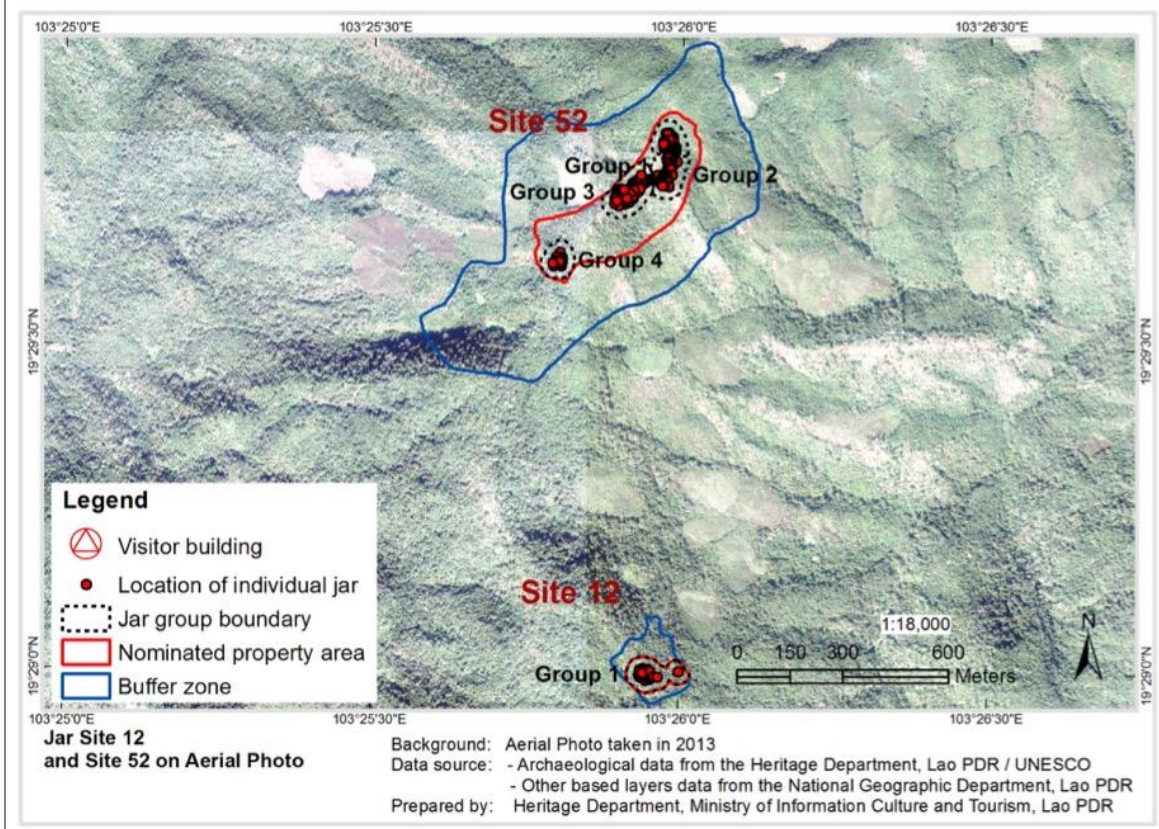 103°25'0"E 103°25'30"E 103°26'0"E 103°26'30"E
Site 52
Group 1
Group 3 Group 2
Group 4
19°29'30"N 19°29'30"N
Legend
Visitor building
Location of individual jar
Jar group boundary
Nominated property area
Buffer zone
Site 12
Group 1
1:18,000
N
0 150 300 600
Meters
19°29'0"N 19°29'0"N
103°25'0"E 103°25'30"E 103°26'0"E 103°26'30"E
Jar Site 12
and Site 52 on Aerial Photo
Background: Aerial Photo taken in 2013
Data source: - Archaeological data from the Heritage Department, Lao PDR / UNESCO
- Other based layers data from the National Geographic Department, Lao PDR
Prepared by: Heritage Department, Ministry of Information Culture and Tourism, Lao PDR